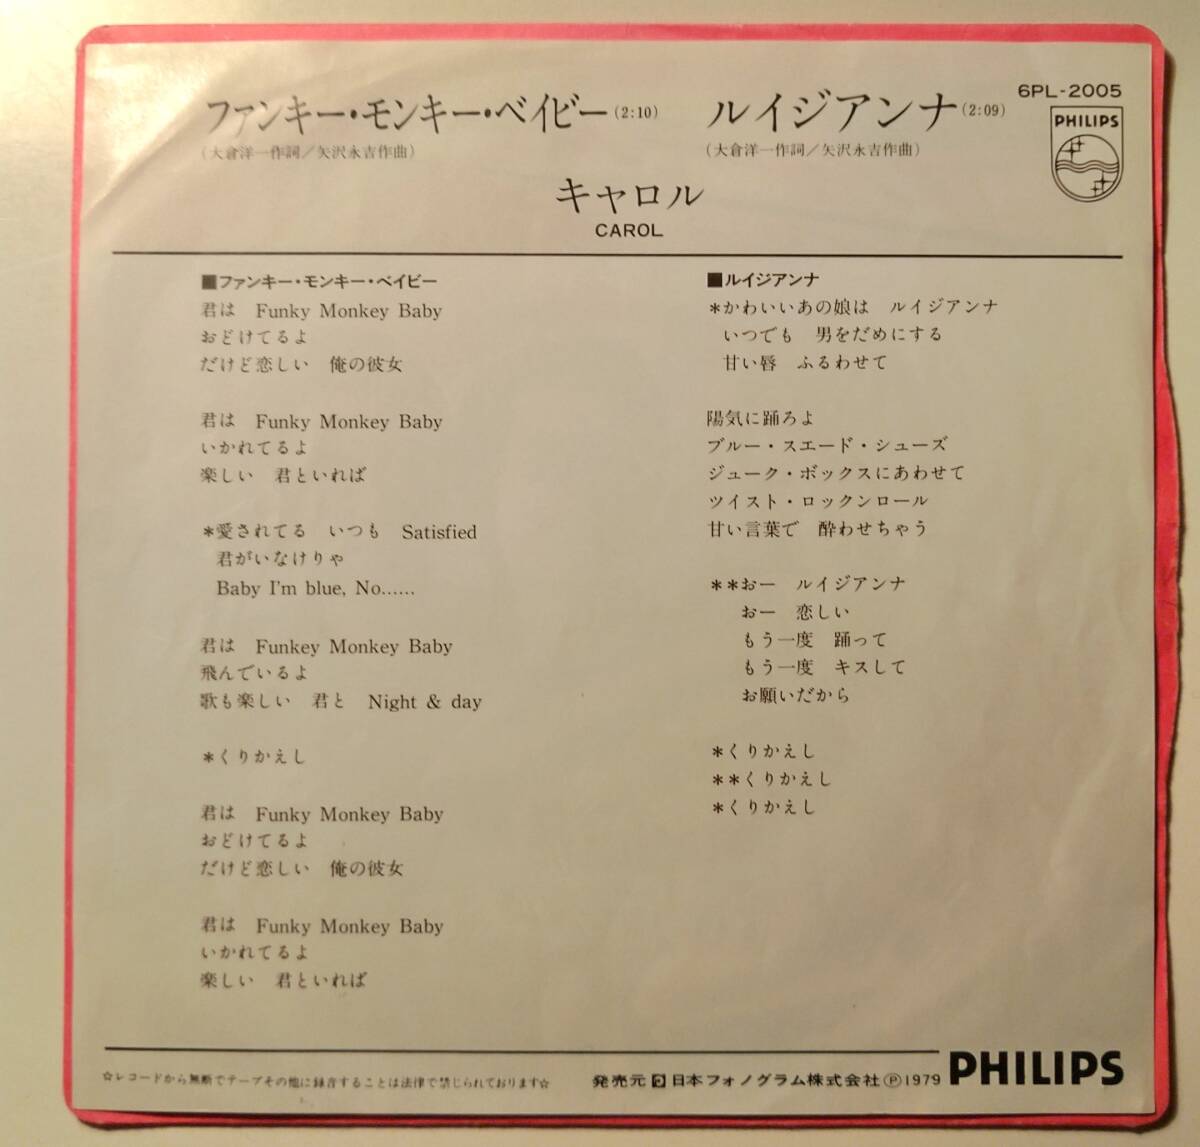 ファンキー・モンキー・ベイビー(2:10)
(大倉洋一作詞／矢沢永吉作曲)
ルイジアンナ(2:09)
(大倉洋一作詞／矢沢永吉作曲)
6PL-2005
PHILIPS
キャロル
CAROL
■ファンキー・モンキー・ベイビー
君は Funky Monkey Baby
おどけてるよ
だけど恋しい 俺の彼女
君は Funky Monkey Baby
いかれてるよ
楽しい 君といれば
*愛されてる いつも Satisfied
君がいなけりゃ
Baby I'm blue, No……
君は Funkey Monkey Baby
飛んでいるよ
歌も楽しい 君と Night & day
*くりかえし
君は Funky Monkey Baby
おどけてるよ
だけど恋しい 俺の彼女
君は Funky Monkey Baby
いかれてるよ
楽しい 君といれば
■ルイジアンナ
*かわいいあの娘は ルイジアンナ
いつでも 男をだめにする
甘い唇 ふるわせて
陽気に踊ろよ
ブルー・スエード・シューズ
ジューク・ボックスにあわせて
ツイスト・ロックンロール
甘い言葉で 酔わせちゃう
**おー ルイジアンナ
おー 恋しい
もう一度 踊って
もう一度 キスして
お願いだから
*くりかえし
**くりかえし
*くりかえし
☆レコードから無断でテープその他に録音することは法律で禁じられております☆
発売元 日本フォノグラム株式会社 Ⓟ1979
PHILIPS